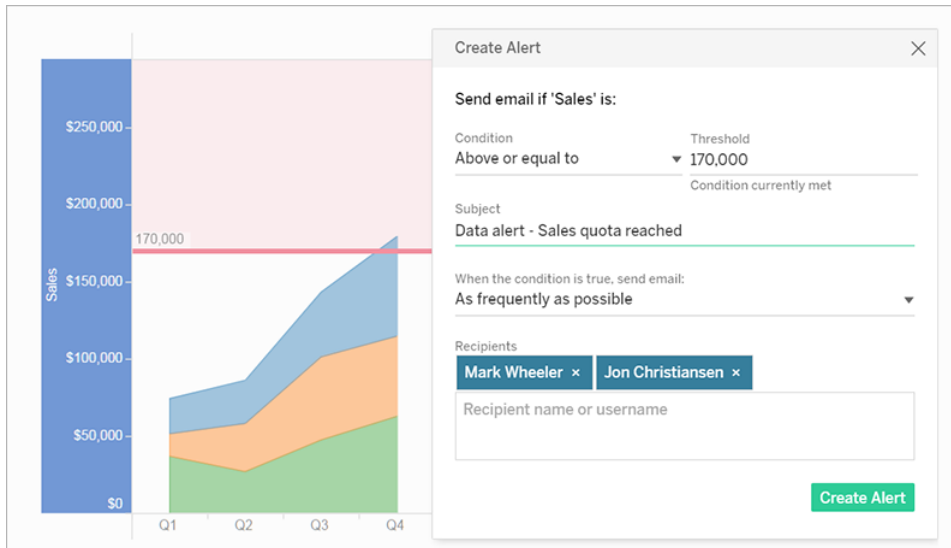 $250,000
$200,000
170,000
$150,000
Sales
$100,000
$50,000
$0
Q1 Q2 Q3 Q4
Create Alert
Send email if 'Sales' is:
Condition
Above or equal to
Threshold
170,000
Condition currently met
Subject
Data alert - Sales quota reached
When the condition is true, send email:
As frequently as possible
Recipients
Mark Wheeler × Jon Christiansen ×
Recipient name or username
Create Alert